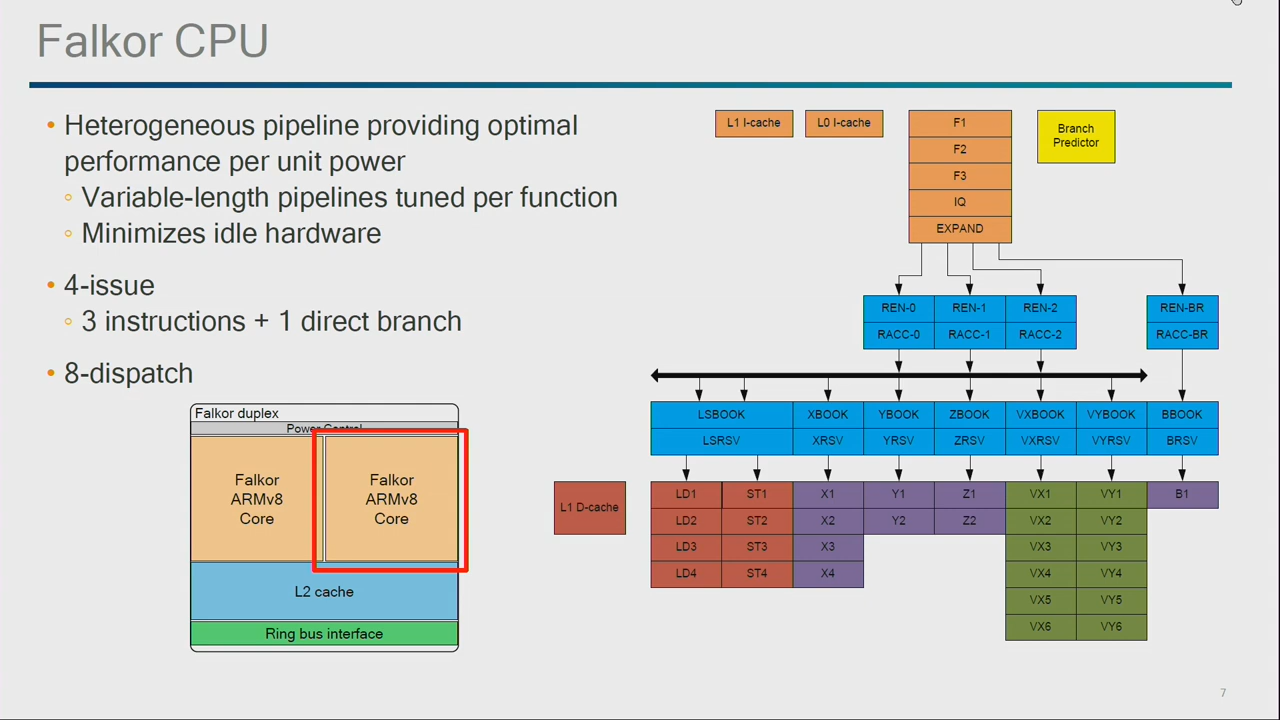 Falkor CPU
• Heterogeneous pipeline providing optimal
performance per unit power
◦ Variable-length pipelines tuned per function
◦ Minimizes idle hardware
• 4-issue
◦ 3 instructions + 1 direct branch
• 8-dispatch
Falkor duplex
Power Control
Falkor
ARMv8
Core
Falkor
ARMv8
Core
L2 cache
Ring bus interface
L1 I-cache
L0 I-cache
F1
F2
F3
IQ
EXPAND
Branch
Predictor
REN-0 REN-1 REN-2 REN-BR
RACC-0 RACC-1 RACC-2 RACC-BR
LSBOOK XBOOK YBOOK ZBOOK VXBOOK VYBOOK BBOOK
LSRSV XRSV YRSV ZRSV VXRSV VYRSV BRSV
L1 D-cache
LD1 ST1 X1 Y1 Z1 VX1 VY1 B1
LD2 ST2 X2 Y2 Z2 VX2 VY2
LD3 ST3 X3 VX3 VY3
LD4 ST4 X4 VX4 VY4
VX5 VY5
VX6 VY6
7